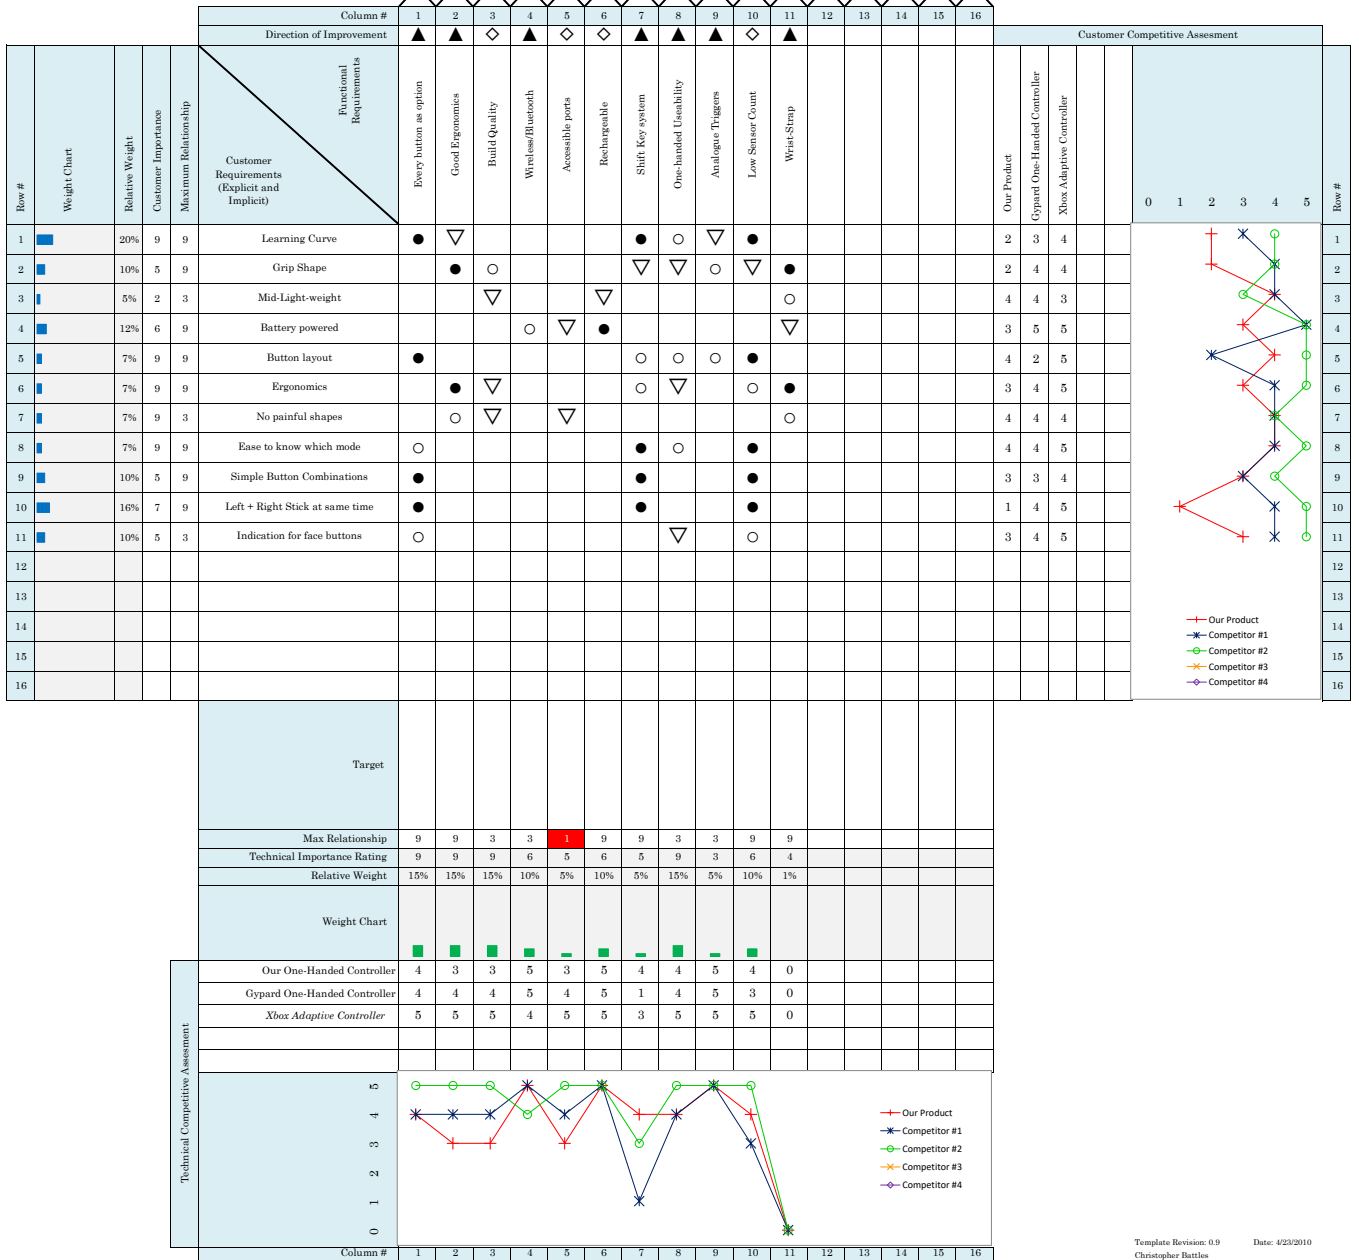 Column # 1 2 3 4 5 6 7 8 9 10 11 12 13 14 15 16
Direction of Improvement ▲ ▲ ◇ ▲ ◇ ◇ ▲ ▲ ▲ ◇ ▲
Customer Competitive Assesment
Row #
Weight Chart
Relative Weight
Customer Importance
Maximum Relationship
Functional
Requirements
Customer
Requirements
(Explicit and
Implicit)
Every button as option
Good Ergonomics
Build Quality
Wireless/Bluetooth
Accessible ports
Rechargeable
Shift Key system
One-handed Useability
Analogue Triggers
Low Sensor Count
Wrist-Strap
Our Product
Gypard One-Handed Controller
Xbox Adaptive Controller
0 1 2 3 4 5
Row #
1 20% 9 9 Learning Curve ● ▽ ● ○ ▽ ● 2 3 4 1
2 10% 5 9 Grip Shape ● ○ ▽ ▽ ○ ▽ ● 2 4 4 2
3 5% 2 3 Mid-Light-weight ▽ ▽ ○ 4 4 3 3
4 12% 6 9 Battery powered ○ ▽ ● ▽ 3 5 5 4
5 7% 9 9 Button layout ● ○ ○ ○ ● 4 2 5 5
6 7% 9 9 Ergonomics ● ▽ ○ ▽ ○ ● 3 4 5 6
7 7% 9 3 No painful shapes ○ ▽ ▽ ○ 4 4 4 7
8 7% 9 9 Ease to know which mode ○ ● ○ ● 4 4 5 8
9 10% 5 9 Simple Button Combinations ● ● ● 3 3 4 9
10 16% 7 9 Left + Right Stick at same time ● ● ● 1 4 5 10
11 10% 5 3 Indication for face buttons ○ ▽ ○ 3 4 5 11
12 12
13 13
14 14
15 15
16 16
Our Product
Competitor #1
Competitor #2
Competitor #3
Competitor #4
Target
Max Relationship 9 9 3 3 1 9 9 3 3 9 9
Technical Importance Rating 9 9 9 6 5 6 5 9 3 6 4
Relative Weight 15% 15% 15% 10% 5% 10% 5% 15% 5% 10% 1%
Weight Chart
Technical Competitive Assesment
Our One-Handed Controller 4 3 3 5 3 5 4 4 5 4 0
Gypard One-Handed Controller 4 4 4 5 4 5 1 4 5 3 0
Xbox Adaptive Controller 5 5 5 4 5 5 3 5 5 5 0
5
4
3
2
1
0
Our Product
Competitor #1
Competitor #2
Competitor #3
Competitor #4
Column # 1 2 3 4 5 6 7 8 9 10 11 12 13 14 15 16
Template Revision: 0.9 Date: 4/23/2010
Christopher Battles